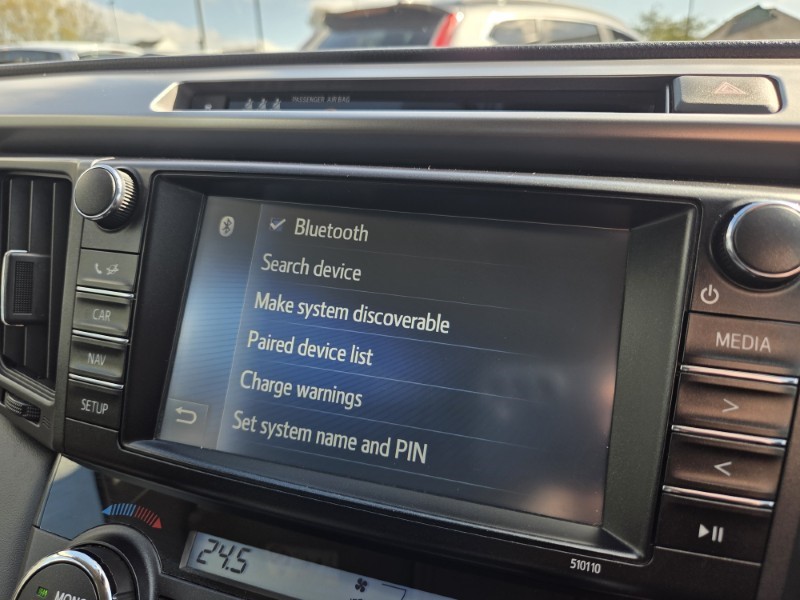 PASSENGER AIRBAG
Bluetooth
Search device
Make system discoverable
Paired device list
Charge warnings
Set system name and PIN
CAR
NAV
SETUP
MEDIA
>
<
510110
24.5
MONO